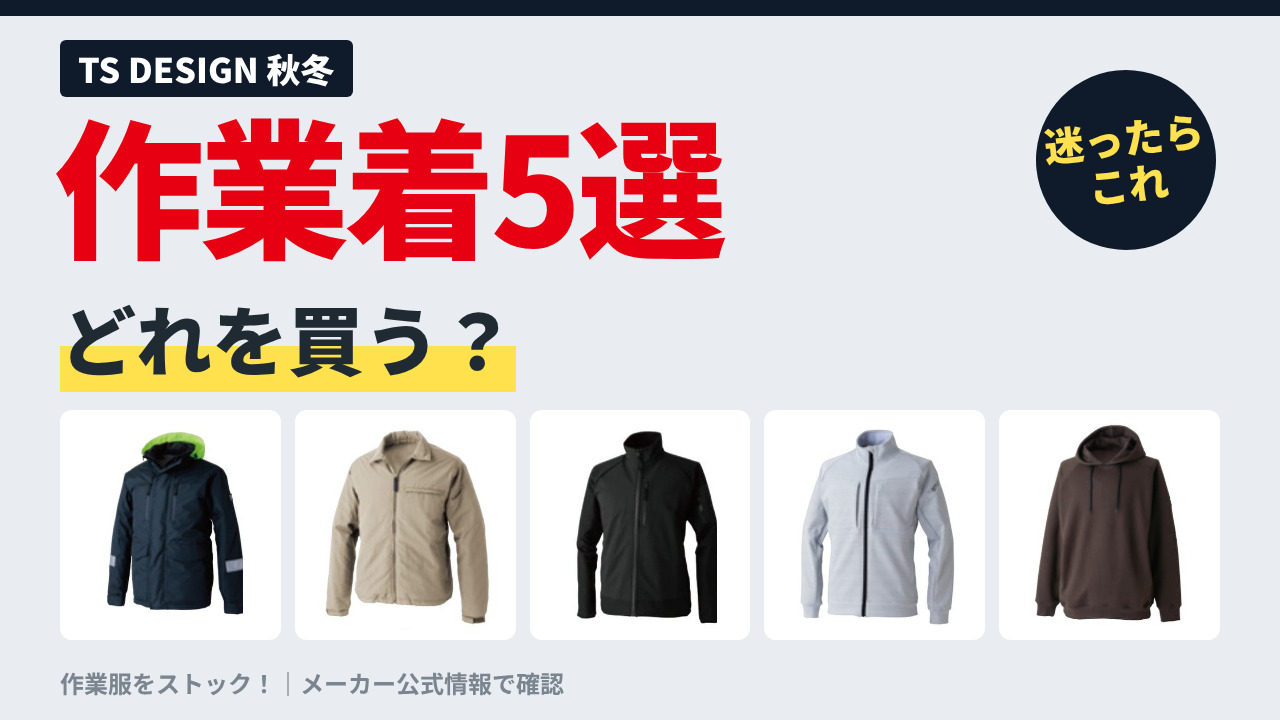 TS DESIGN 秋冬
作業着5選
迷ったら
これ
どれを買う？
作業服をストック！｜メーカー公式情報で確認